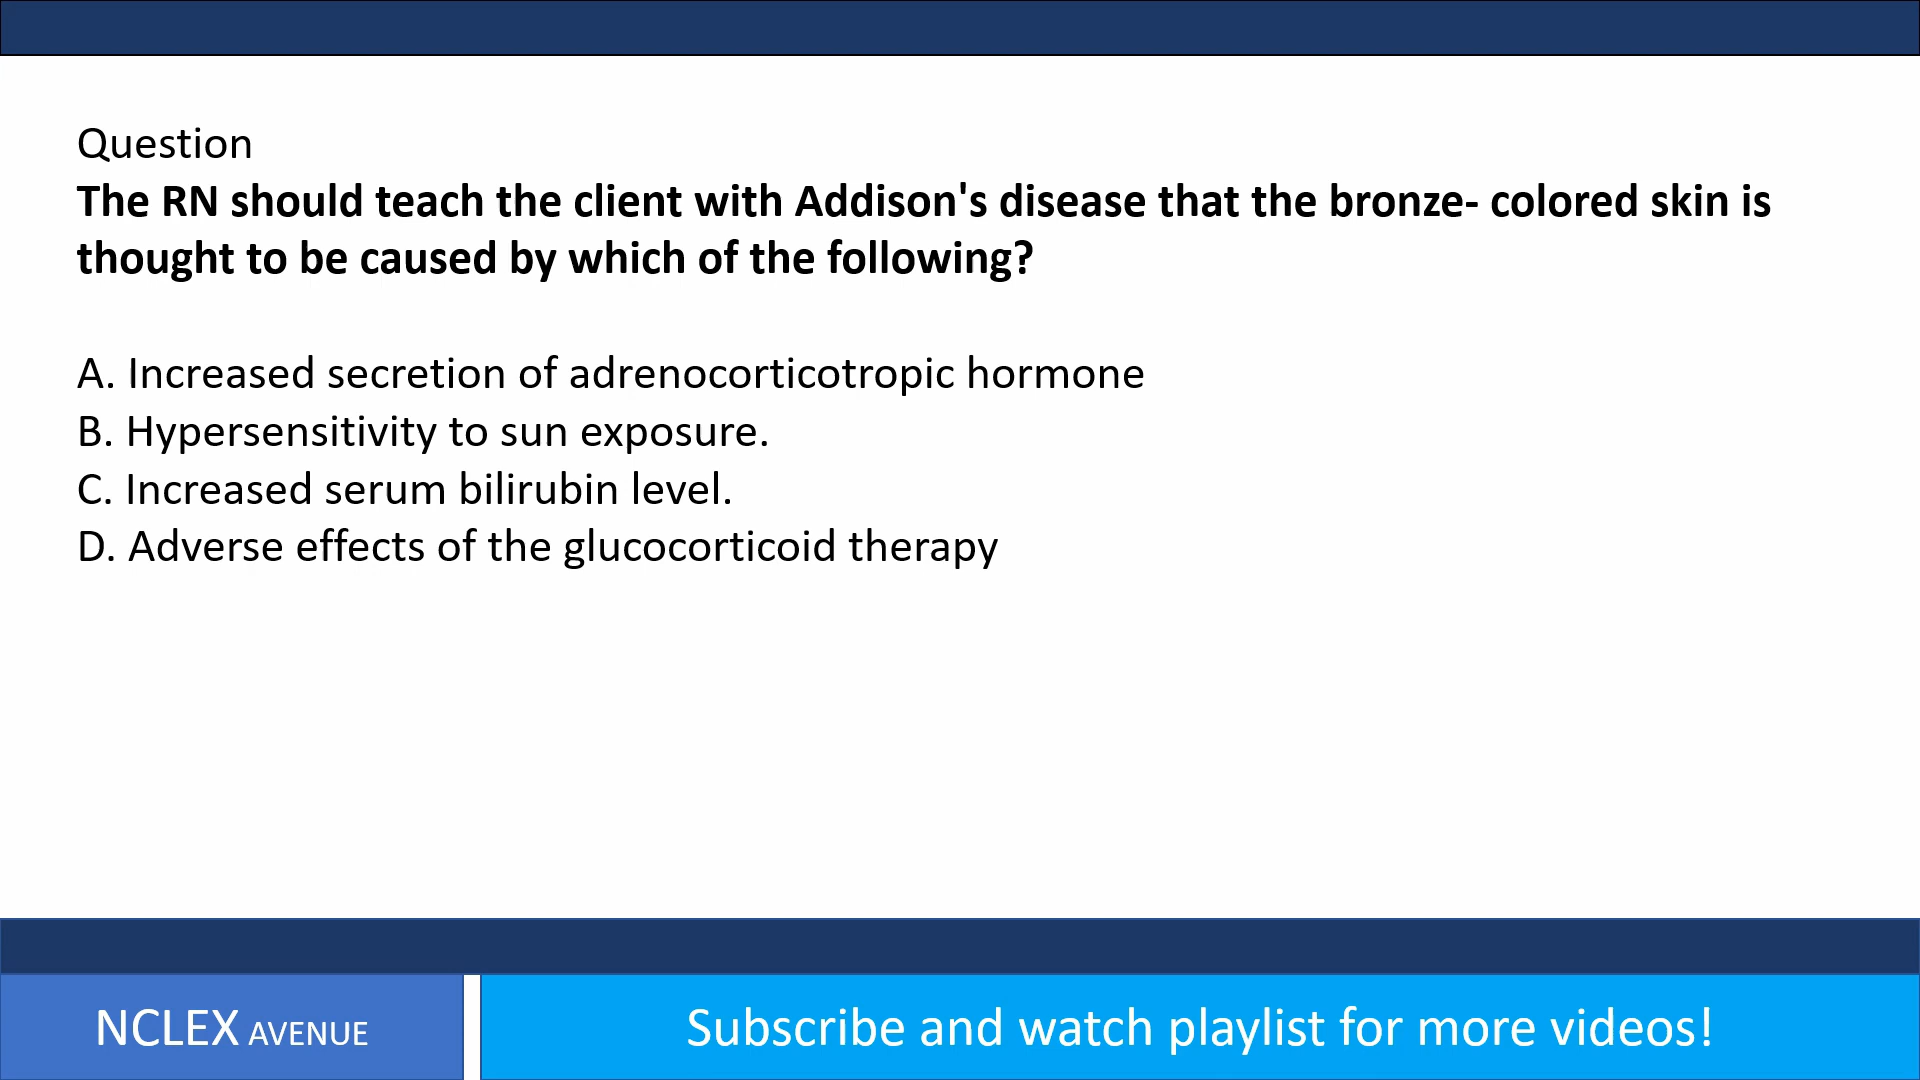 Question
The RN should teach the client with Addison's disease that the bronze- colored skin is
thought to be caused by which of the following?
A. Increased secretion of adrenocorticotropic hormone
B. Hypersensitivity to sun exposure.
C. Increased serum bilirubin level.
D. Adverse effects of the glucocorticoid therapy
NCLEX AVENUE
Subscribe and watch playlist for more videos!